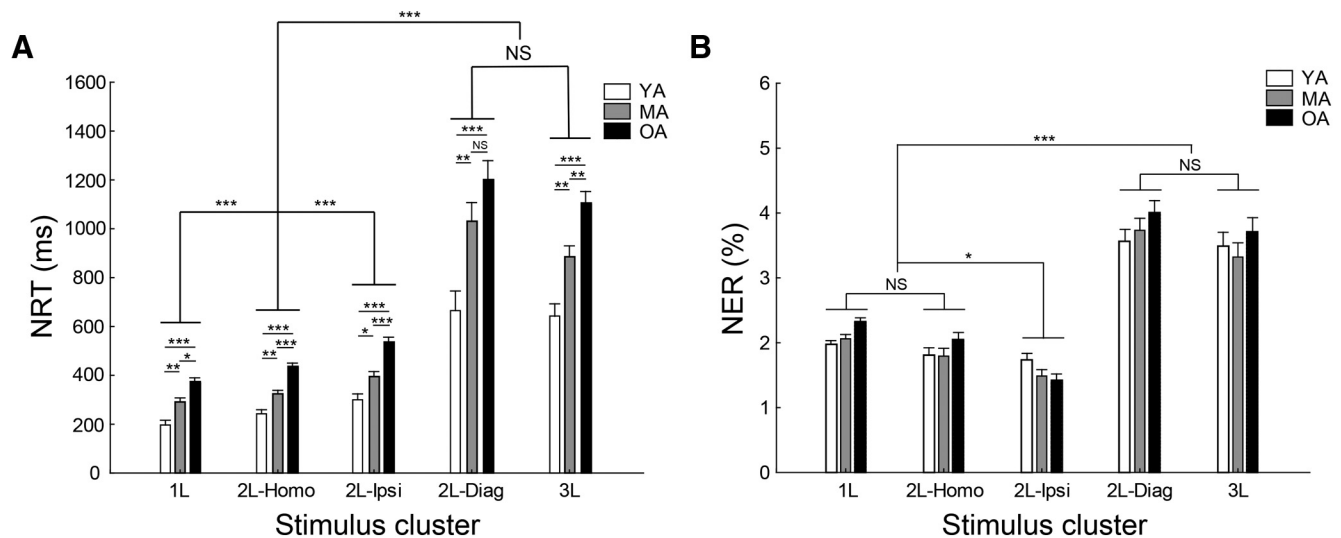 A
***
NS
1600
1400
1200
1000
800
600
400
200
0
NRT (ms)
YA
MA
OA
***
** NS
***
** **
*** ***
***
* ***
***
** ***
***
** *
1L 2L-Homo 2L-Ipsi 2L-Diag 3L
Stimulus cluster
B
6
5
4
3
2
1
0
NER (%)
YA
MA
OA
***
NS
*
NS
1L 2L-Homo 2L-Ipsi 2L-Diag 3L
Stimulus cluster